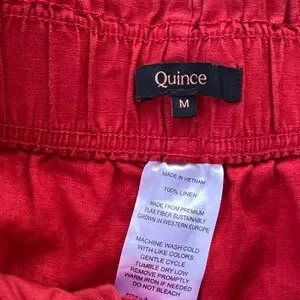 Quince
M
MADE IN VIETNAM
100% LINEN
MADE FROM PREMIUM
FLAX FIBER SUSTAINABLY
GROWN IN WESTERN EUROPE
MACHINE WASH COLD
WITH LIKE COLORS
GENTLE CYCLE
TUMBLE DRY LOW
REMOVE PROMPTLY
WARM IRON IF NEEDED
DO NOT BLEACH